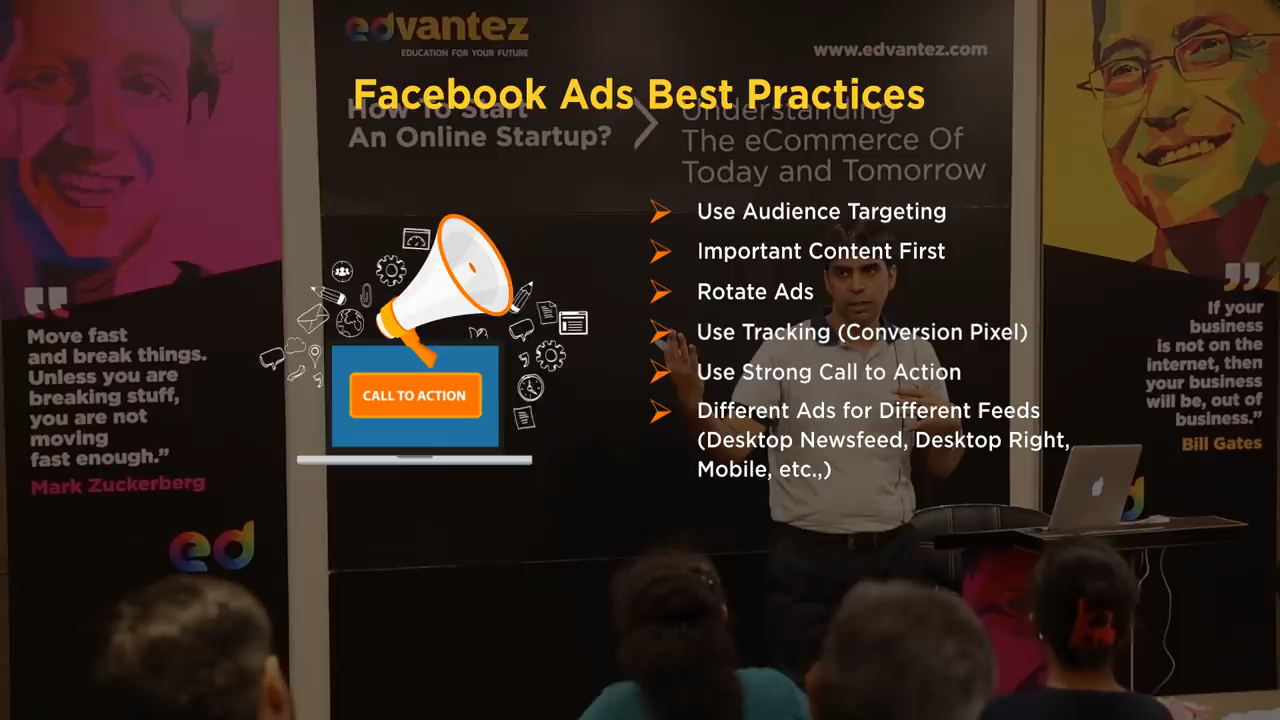 edvantez
EDUCATION FOR YOUR FUTURE
www.edvantez.com
Facebook Ads Best Practices
How To Start
An Online Startup?
Understanding
The eCommerce Of
Today and Tomorrow
Use Audience Targeting
Important Content First
Rotate Ads
Use Tracking (Conversion Pixel)
Use Strong Call to Action
Different Ads for Different Feeds
(Desktop Newsfeed, Desktop Right,
Mobile, etc.,)
CALL TO ACTION
Move fast
and break things.
Unless you are
breaking stuff,
you are not
moving
fast enough.”
Mark Zuckerberg
ed
If your
business
is not on the
internet, then
your business
will be, out of
business.”
Bill Gates